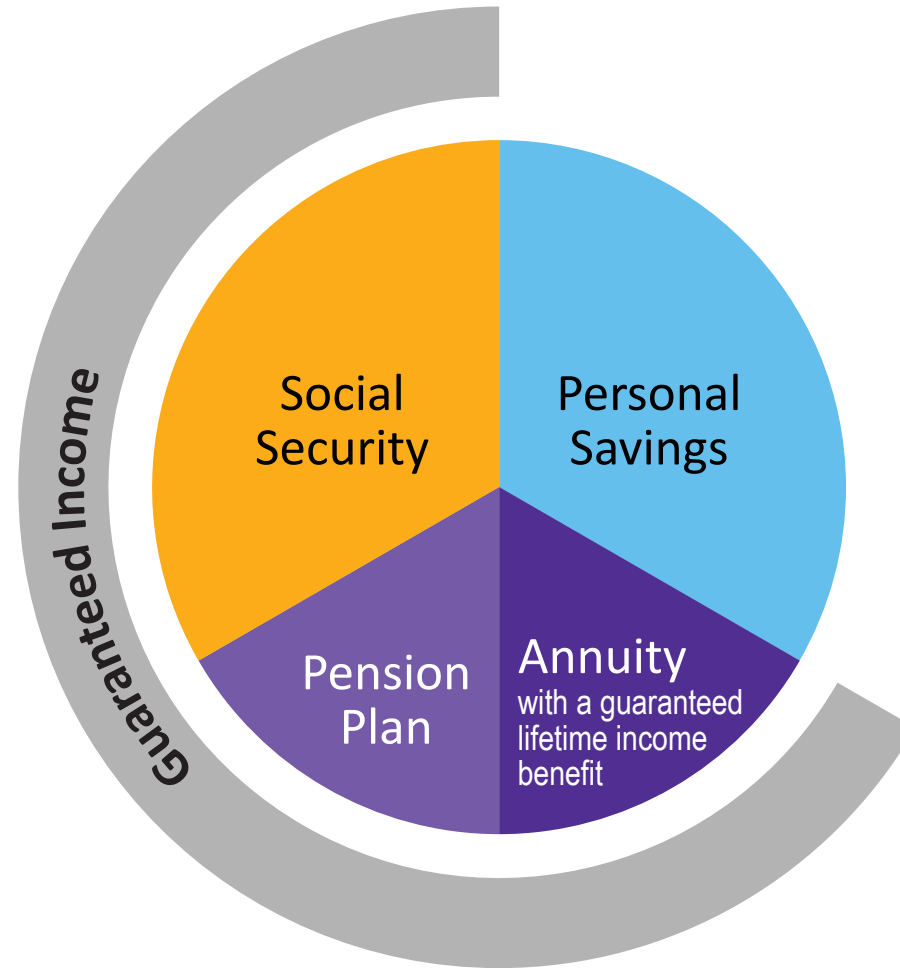 Guaranteed Income
Social
Security
Personal
Savings
Pension
Plan
Annuity
with a guaranteed
lifetime income
benefit